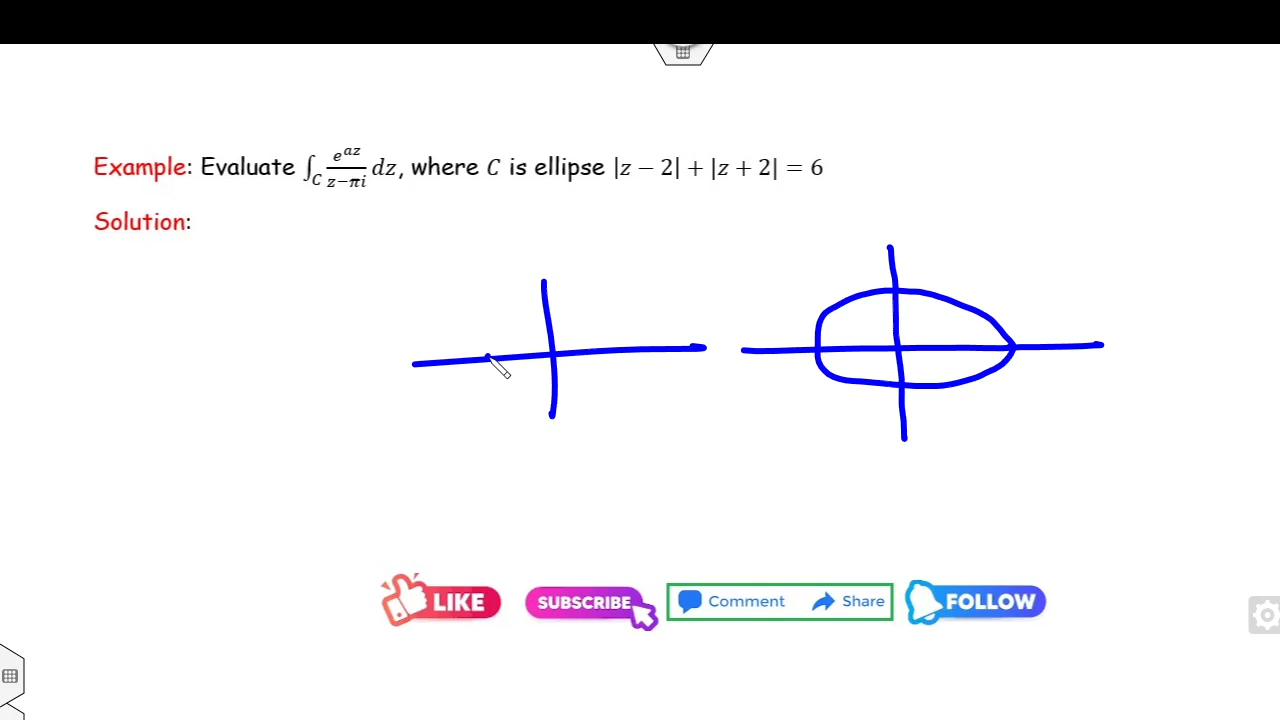 Example: Evaluate ∫_C e^{az}/(z−πi) dz, where C is ellipse |z − 2| + |z + 2| = 6
Solution:
LIKE SUBSCRIBE Comment Share FOLLOW